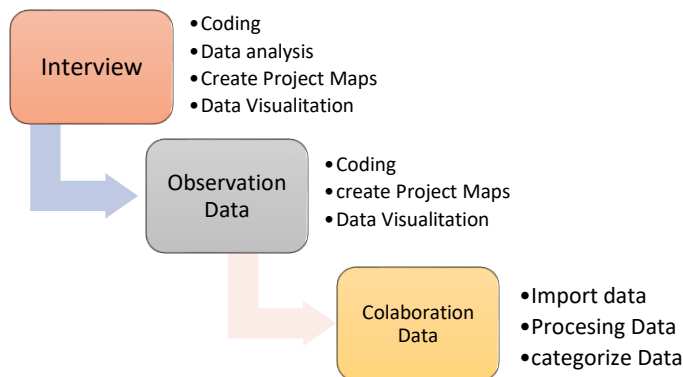 Interview
•Coding
•Data analysis
•Create Project Maps
•Data Visualitation
Observation
Data
•Coding
•create Project Maps
•Data Visualitation
Colaboration
Data
•Import data
•Procesing Data
•categorize Data